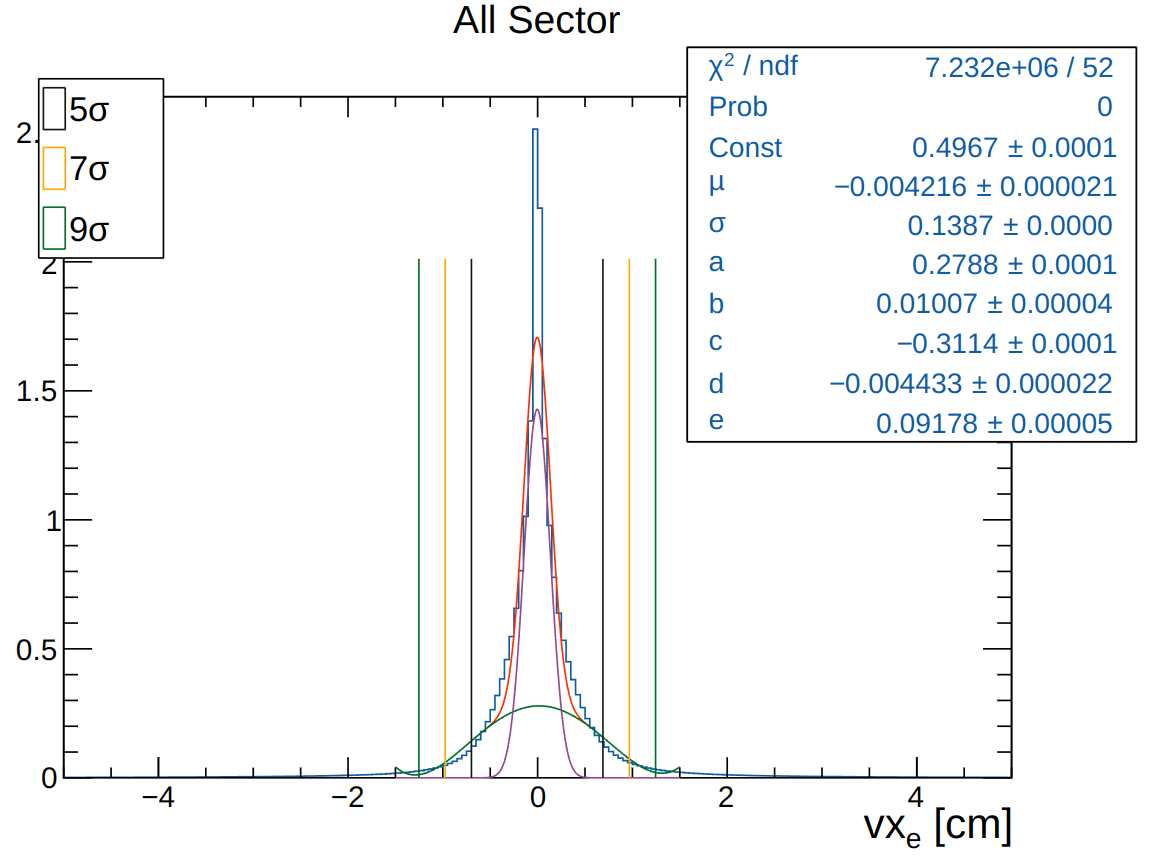 All Sector
χ² / ndf 7.232e+06 / 52
Prob 0
Const 0.4967 ± 0.0001
μ −0.004216 ± 0.000021
σ 0.1387 ± 0.0000
a 0.2788 ± 0.0001
b 0.01007 ± 0.00004
c −0.3114 ± 0.0001
d −0.004433 ± 0.000022
e 0.09178 ± 0.00005
5σ
7σ
9σ
2
1.5
1
0.5
0
−4 −2 0 2 4
vxₑ [cm]